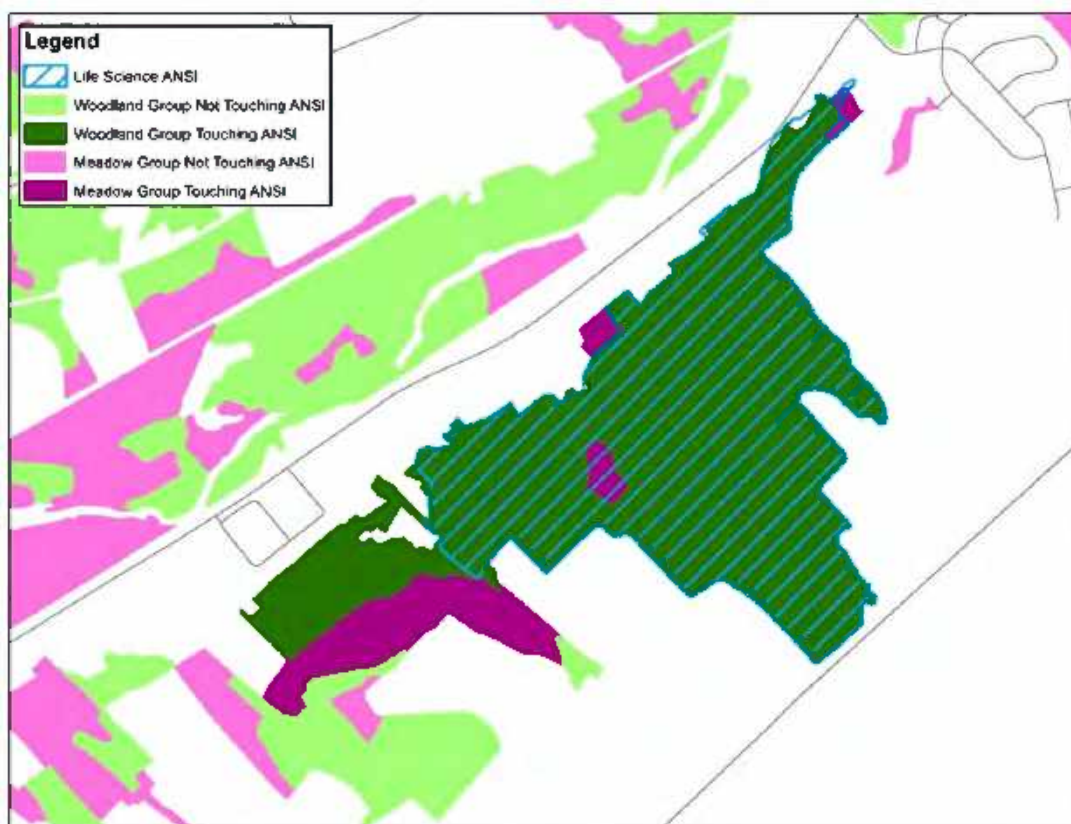 Legend
Life Science ANSI
Woodland Group Not Touching ANSI
Woodland Group Touching ANSI
Meadow Group Not Touching ANSI
Meadow Group Touching ANSI